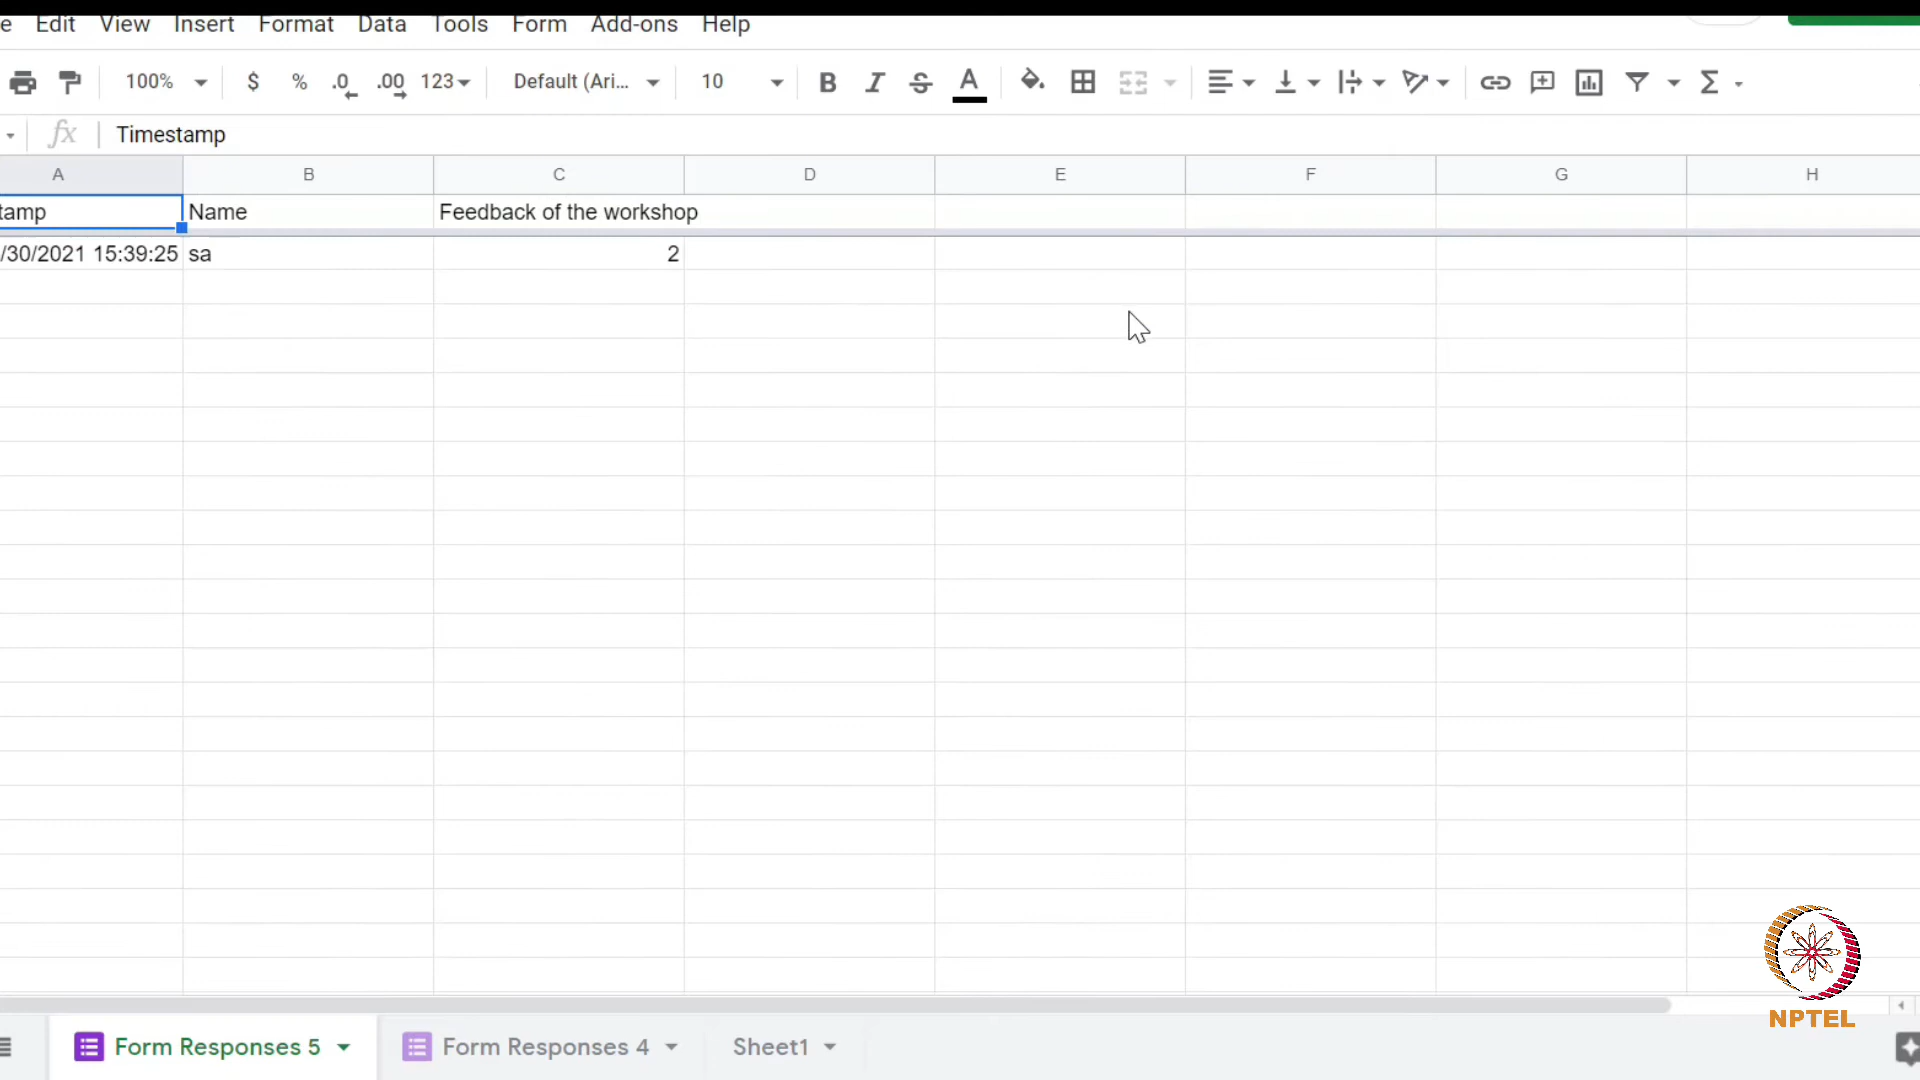 e Edit View Insert Format Data Tools Form Add-ons Help
100% $ % .0 .00 123 Default (Ari... 10 B I S A Σ
fx Timestamp
A B C D E F G H
tamp Name Feedback of the workshop
/30/2021 15:39:25 sa 2
NPTEL
Form Responses 5 Form Responses 4 Sheet1